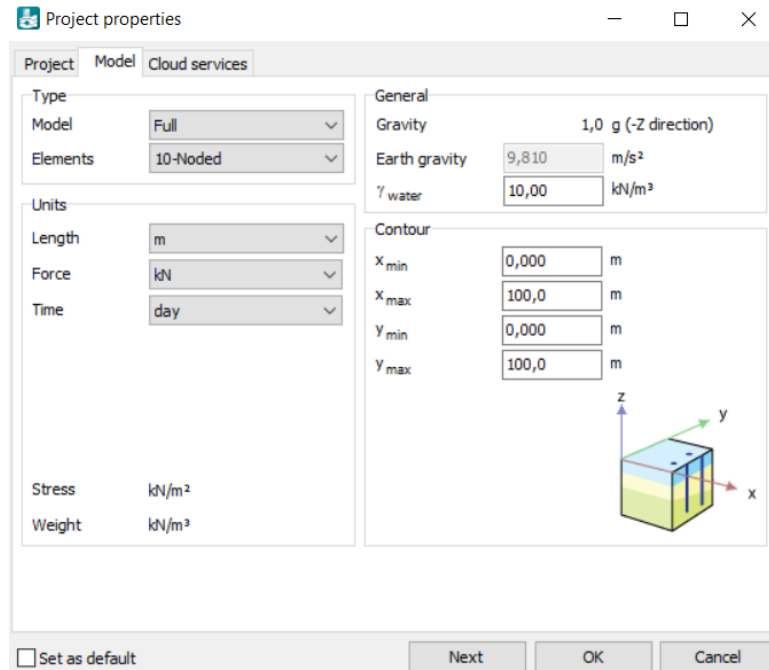 Project properties
Project Model Cloud services
Type
Model Full
Elements 10-Noded
Units
Length m
Force kN
Time day
Stress kN/m²
Weight kN/m³
General
Gravity 1,0 g (-Z direction)
Earth gravity 9,810 m/s²
γ water 10,00 kN/m³
Contour
x min 0,000 m
x max 100,0 m
y min 0,000 m
y max 100,0 m
z
y
x
Set as default Next OK Cancel